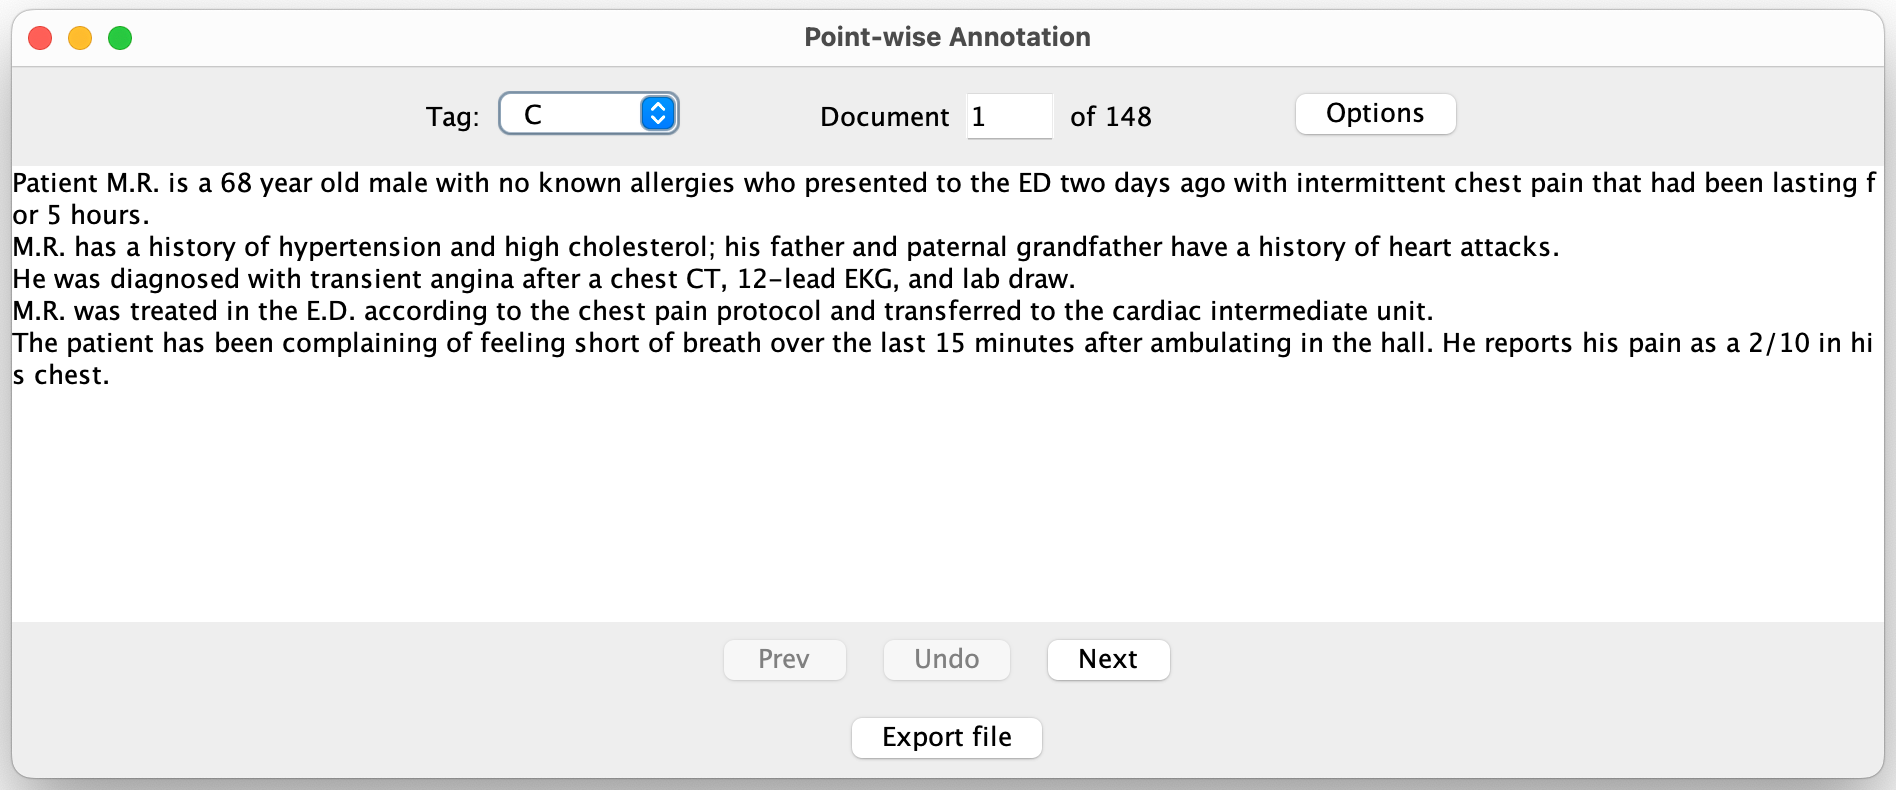 Point-wise Annotation
Tag: C Document 1 of 148 Options
Patient M.R. is a 68 year old male with no known allergies who presented to the ED two days ago with intermittent chest pain that had been lasting f
or 5 hours.
M.R. has a history of hypertension and high cholesterol; his father and paternal grandfather have a history of heart attacks.
He was diagnosed with transient angina after a chest CT, 12-lead EKG, and lab draw.
M.R. was treated in the E.D. according to the chest pain protocol and transferred to the cardiac intermediate unit.
The patient has been complaining of feeling short of breath over the last 15 minutes after ambulating in the hall. He reports his pain as a 2/10 in hi
s chest.
Prev Undo Next
Export file